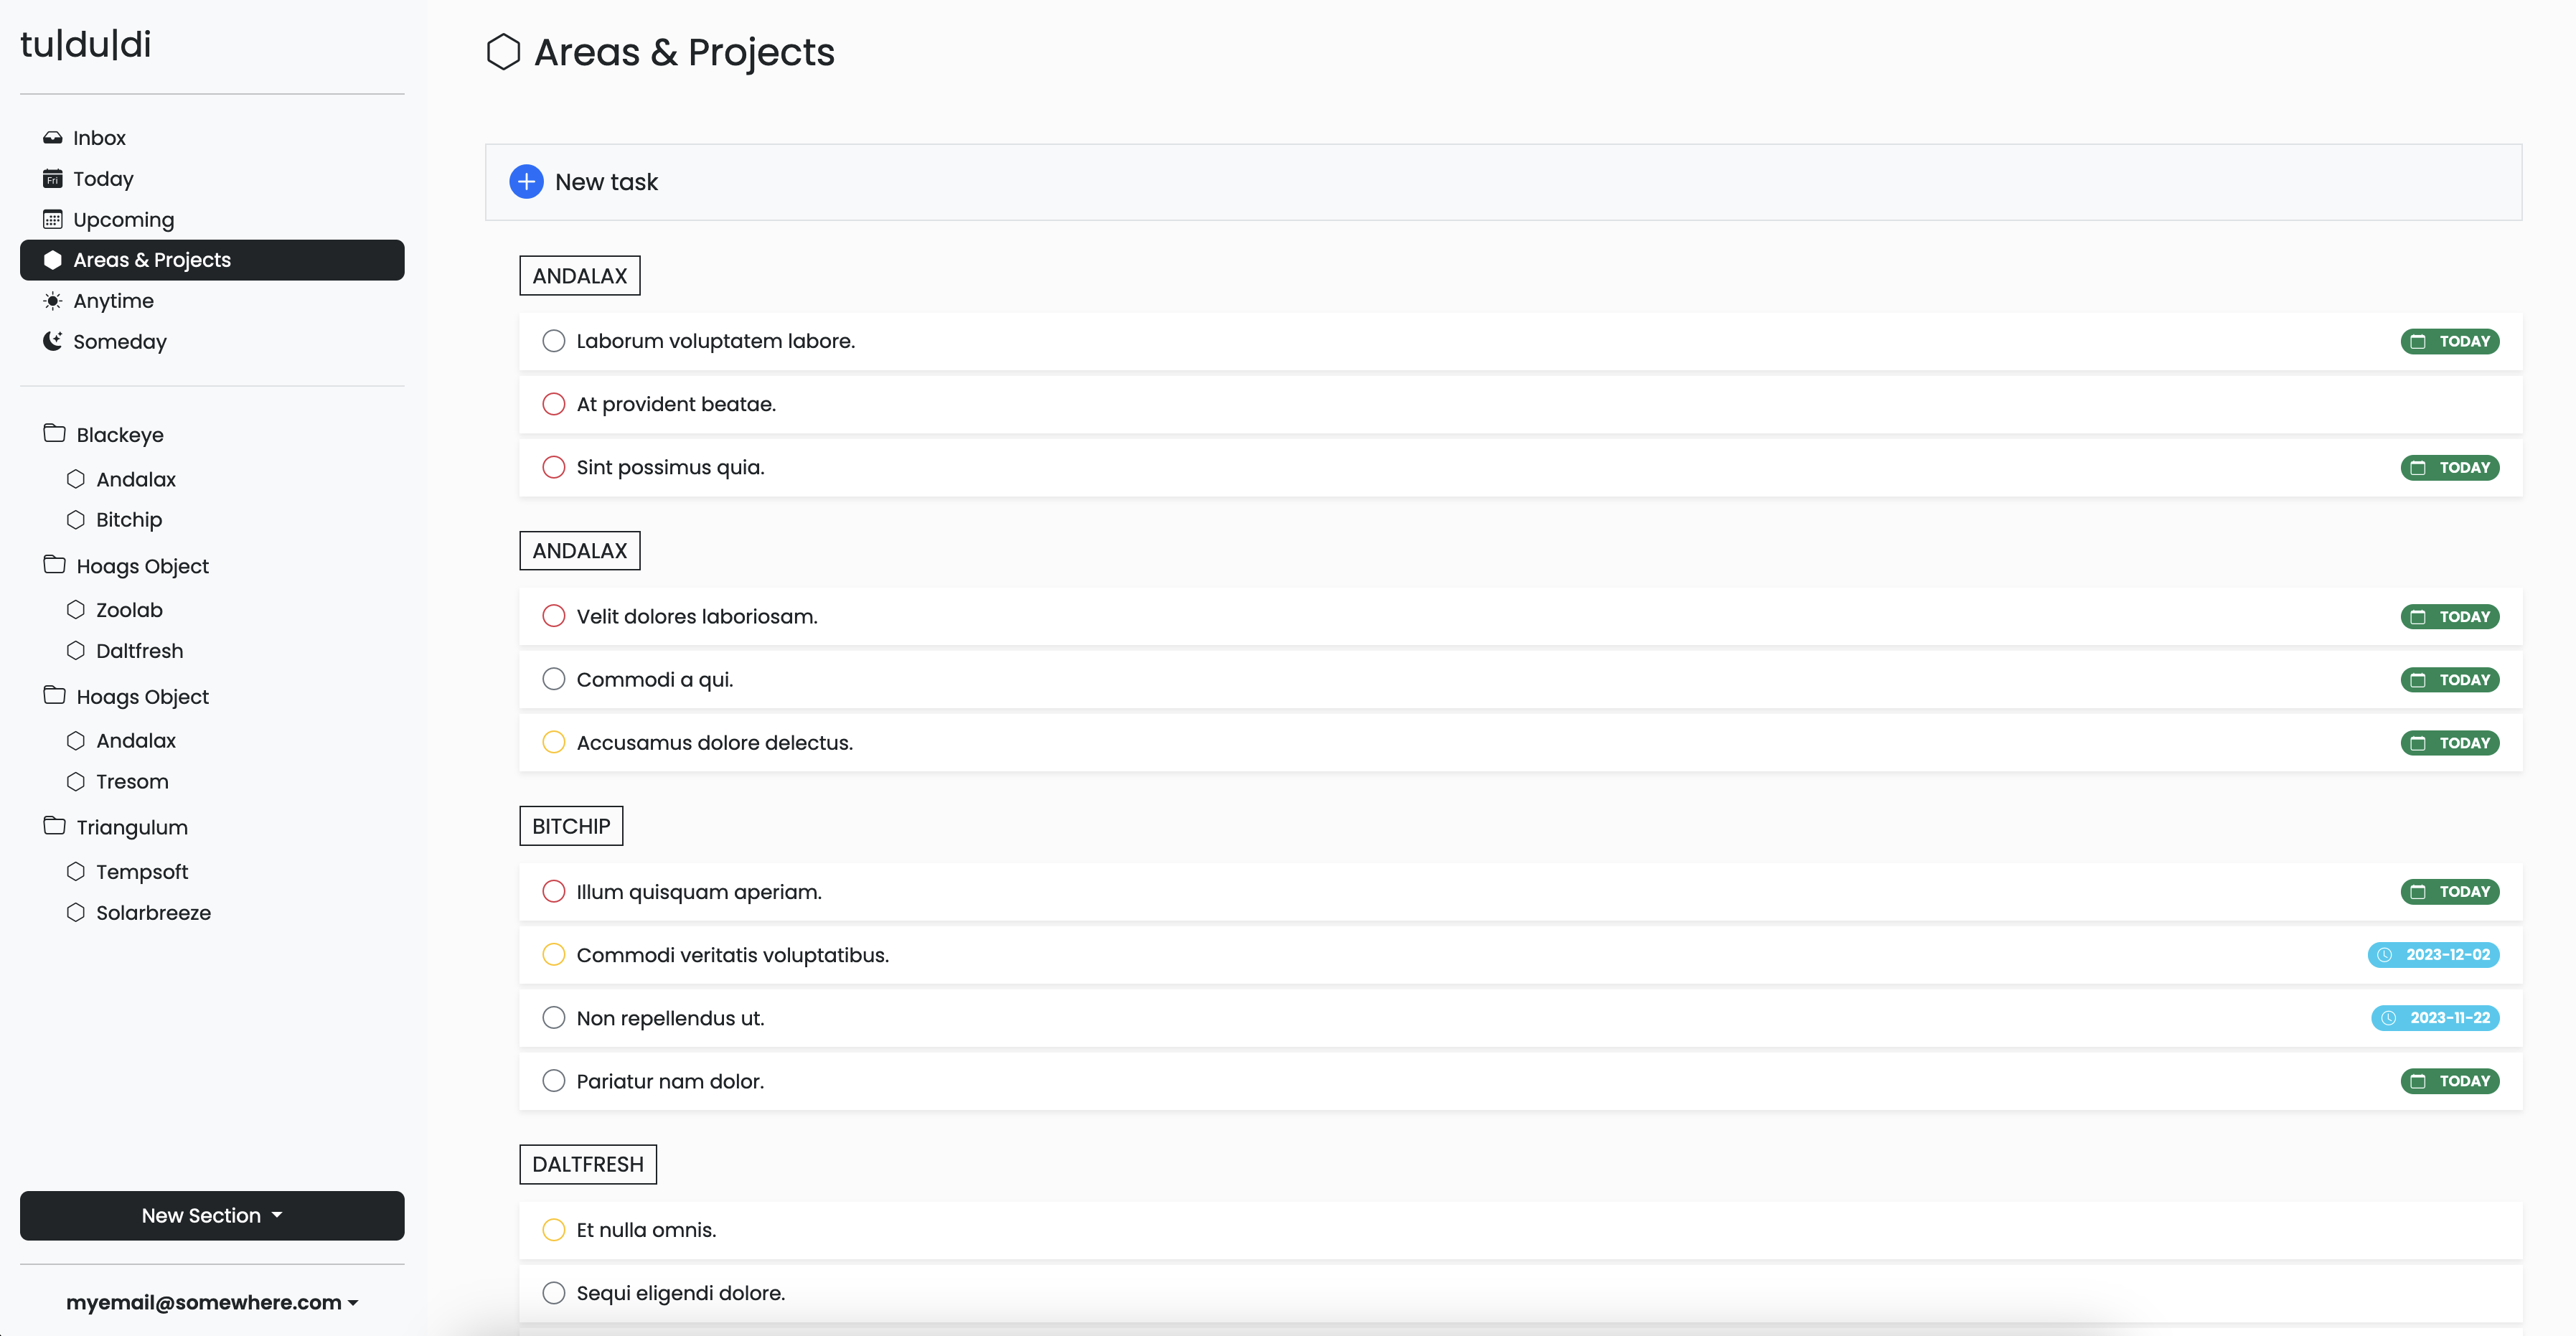 tu|du|di
Inbox
Fri
Today
Upcoming
Areas & Projects
Anytime
Someday
Blackeye
Andalax
Bitchip
Hoags Object
Zoolab
Daltfresh
Hoags Object
Andalax
Tresom
Triangulum
Tempsoft
Solarbreeze
New Section
myemail@somewhere.com
Areas & Projects
New task
ANDALAX
Laborum voluptatem labore. TODAY
At provident beatae.
Sint possimus quia. TODAY
ANDALAX
Velit dolores laboriosam. TODAY
Commodi a qui. TODAY
Accusamus dolore delectus. TODAY
BITCHIP
Illum quisquam aperiam. TODAY
Commodi veritatis voluptatibus. 2023-12-02
Non repellendus ut. 2023-11-22
Pariatur nam dolor. TODAY
DALTFRESH
Et nulla omnis.
Sequi eligendi dolore.